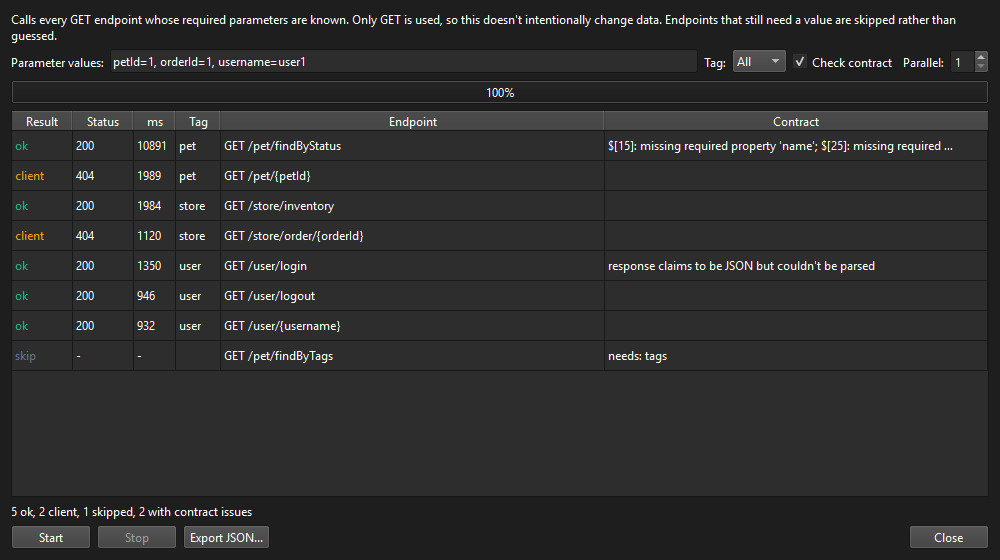 Calls every GET endpoint whose required parameters are known. Only GET is used, so this doesn't intentionally change data. Endpoints that still need a value are skipped rather than
guessed.
Parameter values: petId=1, orderId=1, username=user1 Tag: All Check contract Parallel: 1
100%
Result Status ms Tag Endpoint Contract
ok 200 10891 pet GET /pet/findByStatus $[15]: missing required property 'name'; $[25]: missing required ...
client 404 1989 pet GET /pet/{petId}
ok 200 1984 store GET /store/inventory
client 404 1120 store GET /store/order/{orderId}
ok 200 1350 user GET /user/login response claims to be JSON but couldn't be parsed
ok 200 946 user GET /user/logout
ok 200 932 user GET /user/{username}
skip - - GET /pet/findByTags needs: tags
5 ok, 2 client, 1 skipped, 2 with contract issues
Start Stop Export JSON... Close